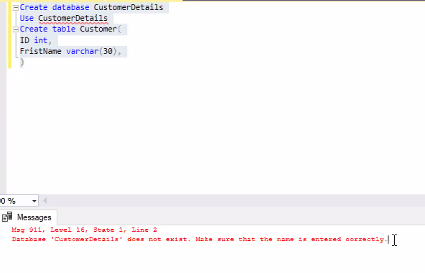 Create database CustomerDetails
Use CustomerDetails
Create table Customer(
ID int,
FristName varchar(30),
)
00 %
Messages
Msg 911, Level 16, State 1, Line 2
Database 'CustomerDetails' does not exist. Make sure that the name is entered correctly.